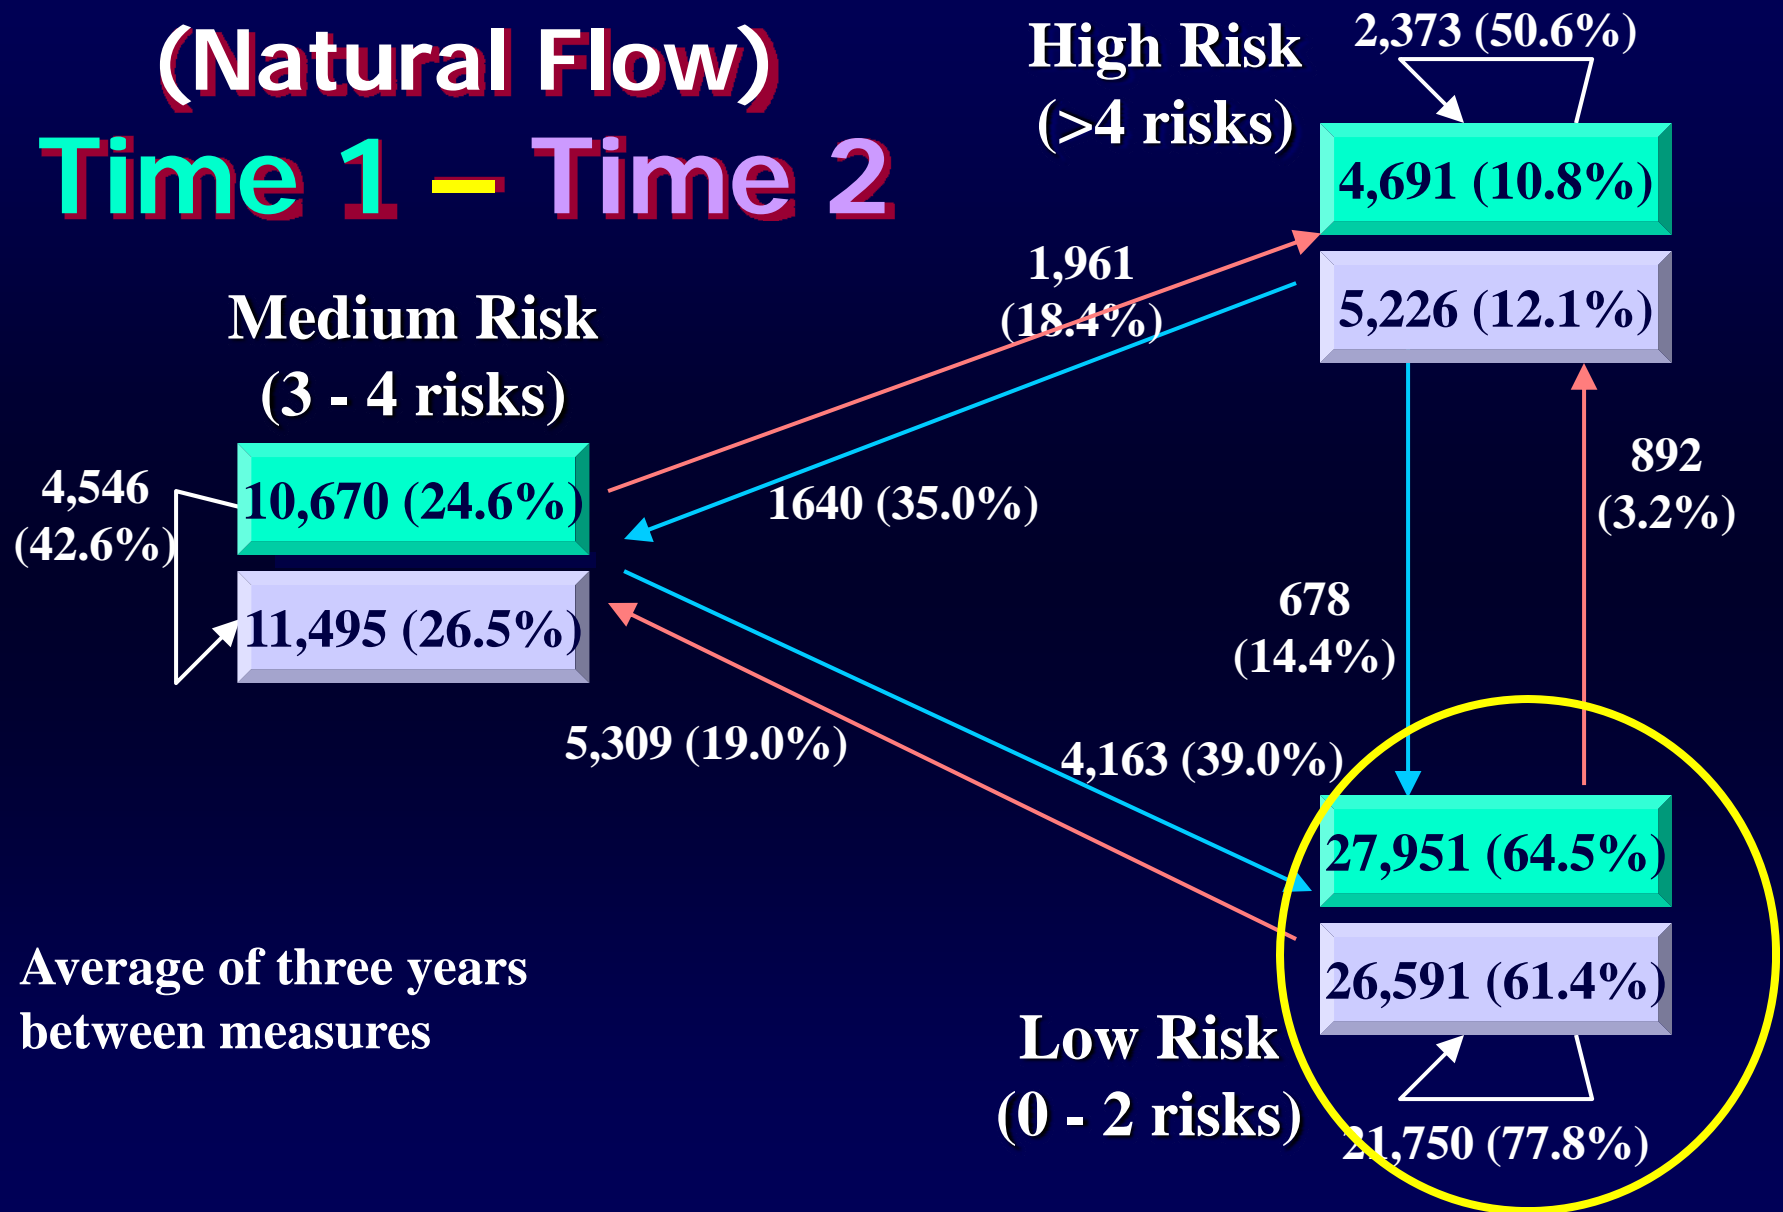 (Natural Flow)
Time 1 – Time 2
High Risk
(>4 risks)
2,373 (50.6%)
4,691 (10.8%)
5,226 (12.1%)
1,961
(18.4%)
Medium Risk
(3 - 4 risks)
4,546
(42.6%)
10,670 (24.6%)
11,495 (26.5%)
1640 (35.0%)
892
(3.2%)
678
(14.4%)
5,309 (19.0%)
4,163 (39.0%)
27,951 (64.5%)
26,591 (61.4%)
Average of three years
between measures
Low Risk
(0 - 2 risks)
21,750 (77.8%)